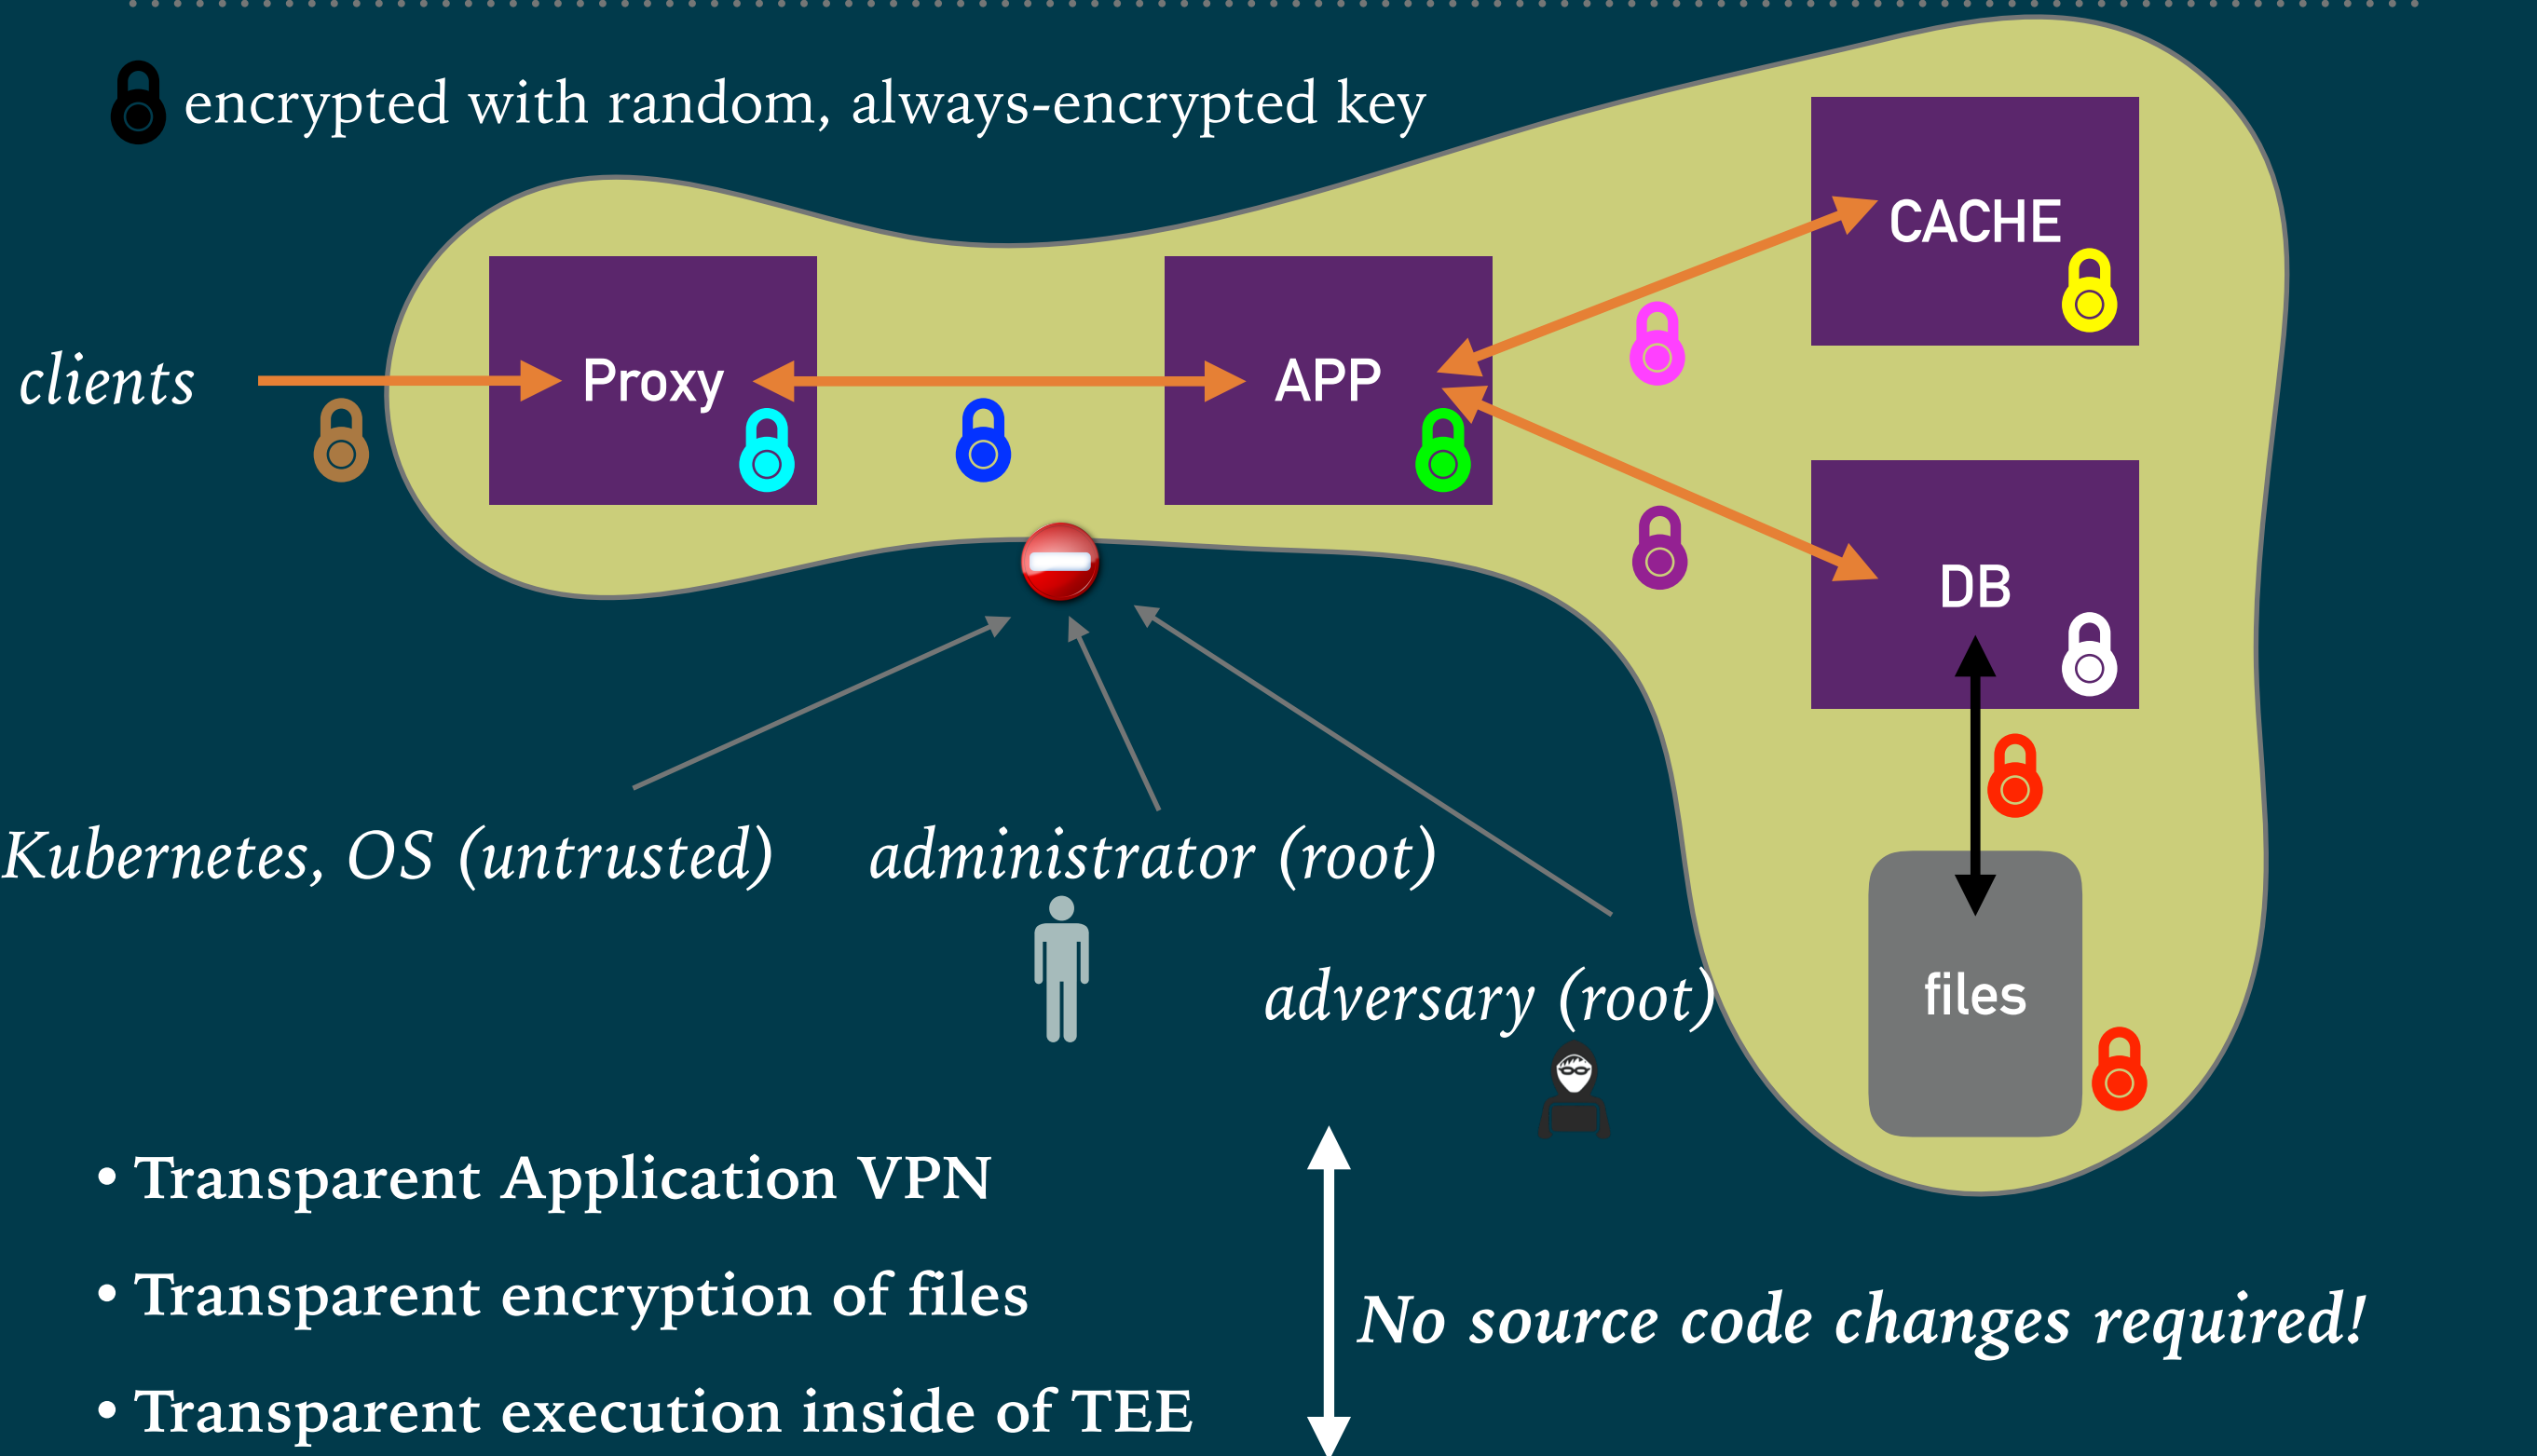 encrypted with random, always-encrypted key
CACHE
clients
Proxy
APP
DB
Kubernetes, OS (untrusted)
administrator (root)
adversary (root)
files
• Transparent Application VPN
• Transparent encryption of files
No source code changes required!
• Transparent execution inside of TEE